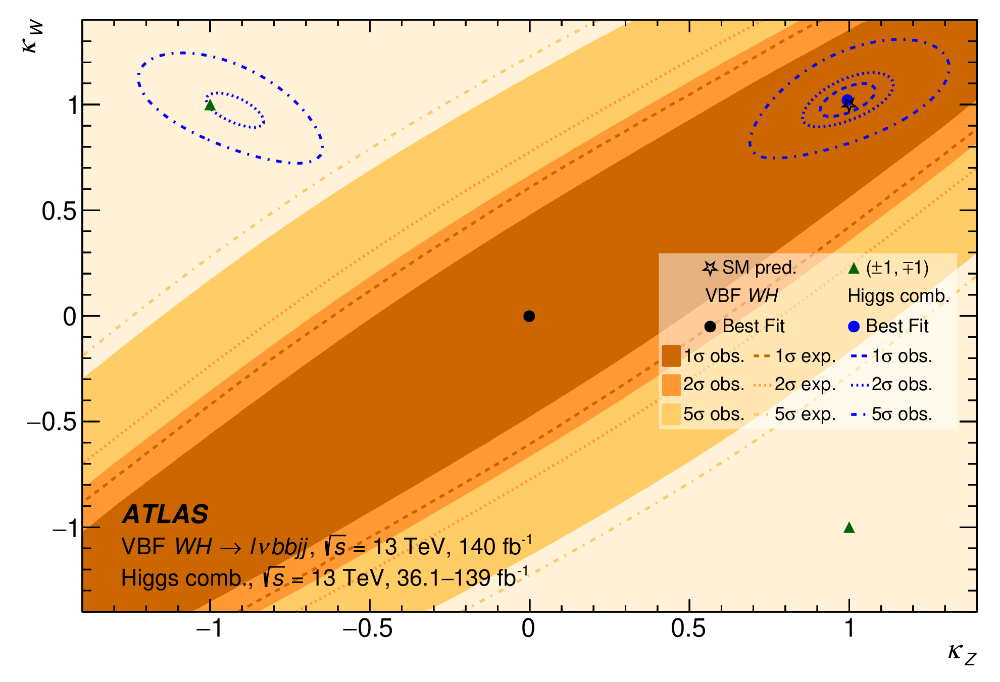 κ_W
1
0.5
0
−0.5
−1
☆ SM pred. ▲ (±1, ∓1)
VBF WH Higgs comb.
● Best Fit ● Best Fit
1σ obs. 1σ exp. 1σ obs.
2σ obs. 2σ exp. 2σ obs.
5σ obs. 5σ exp. 5σ obs.
ATLAS
VBF WH → lνbbjj, √s = 13 TeV, 140 fb⁻¹
Higgs comb., √s = 13 TeV, 36.1–139 fb⁻¹
−1 −0.5 0 0.5 1
κ_Z